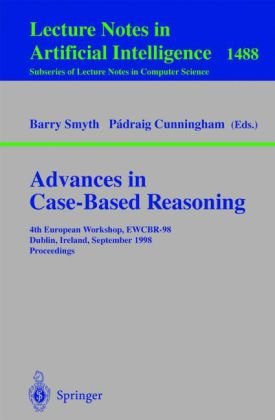 Lecture Notes in
Artificial Intelligence 1488
Subseries of Lecture Notes in Computer Science
Barry Smyth Pádraig Cunningham (Eds.)
Advances in
Case-Based Reasoning
4th European Workshop, EWCBR-98
Dublin, Ireland, September 1998
Proceedings
Springer